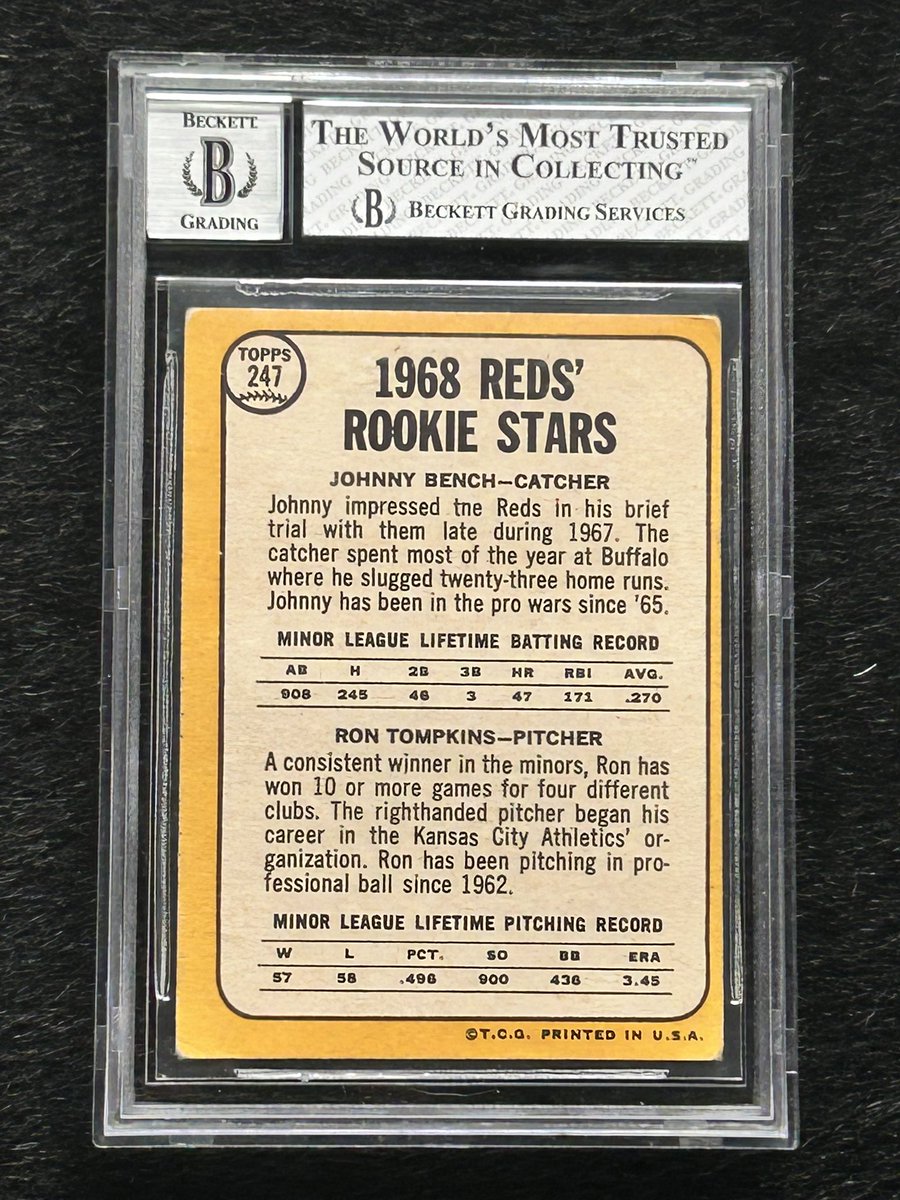 BECKETT
B
GRADING
THE WORLD'S MOST TRUSTED
SOURCE IN COLLECTING™
B BECKETT GRADING SERVICES
TOPPS
247
1968 REDS'
ROOKIE STARS
JOHNNY BENCH—CATCHER
Johnny impressed tne Reds in his brief
trial with them late during 1967. The
catcher spent most of the year at Buffalo
where he slugged twenty-three home runs.
Johnny has been in the pro wars since '65.
MINOR LEAGUE LIFETIME BATTING RECORD
AB H 2B 3B HR RBI AVG.
908 245 46 3 47 171 .270
RON TOMPKINS—PITCHER
A consistent winner in the minors, Ron has
won 10 or more games for four different
clubs. The righthanded pitcher began his
career in the Kansas City Athletics' or-
ganization. Ron has been pitching in pro-
fessional ball since 1962.
MINOR LEAGUE LIFETIME PITCHING RECORD
W L PCT. SO BB ERA
57 58 .496 900 436 3.45
©T.C.G. PRINTED IN U.S.A.